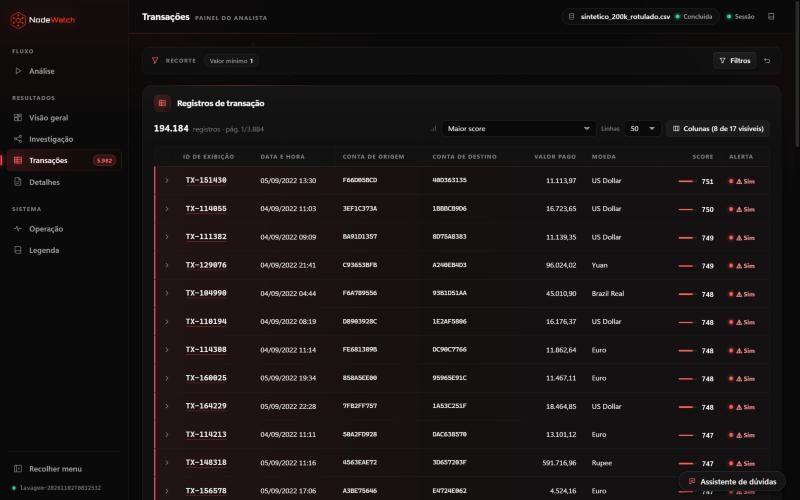 NodeWatch
Transações PAINEL DO ANALISTA
sintetico_200k_rotulado.csv Concluída Sessão
FLUXO
Análise
RESULTADOS
Visão geral
Investigação
Transações 5.982
Detalhes
SISTEMA
Operação
Legenda
Recolher menu
RECORTE Valor mínimo 1 Filtros
Registros de transação
194.184 registros · pág. 1/3.884 Maior score Linhas 50 Colunas (8 de 17 visíveis)
ID DE EXIBIÇÃO DATA E HORA CONTA DE ORIGEM CONTA DE DESTINO VALOR PAGO MOEDA SCORE ALERTA
TX-151430 05/09/2022 13:30 F66D05BCD 40D363135 11.113,97 US Dollar 751 Sim
TX-114055 04/09/2022 11:03 3EF1C373A 1BBBCB9D6 16.723,65 US Dollar 750 Sim
TX-111382 04/09/2022 09:09 BA91D1357 8D75A8383 11.139,35 US Dollar 749 Sim
TX-129076 04/09/2022 21:41 C93653BFB A240EB4D3 96.024,02 Yuan 749 Sim
TX-104990 04/09/2022 04:44 F6A789556 93B1D51AA 45.010,90 Brazil Real 748 Sim
TX-110194 04/09/2022 08:19 D8903928C 1E2AF5806 16.176,37 US Dollar 748 Sim
TX-114308 04/09/2022 11:14 FE681389B DC90C7766 11.862,64 Euro 748 Sim
TX-160025 05/09/2022 19:34 858A5EE00 95965E91C 11.467,11 Euro 748 Sim
TX-164229 05/09/2022 22:28 7FB2FF757 1A53C251F 18.464,85 US Dollar 748 Sim
TX-114213 04/09/2022 11:11 50A2FD928 DAC638570 13.101,12 Euro 747 Sim
TX-148318 05/09/2022 11:16 4563EAE72 3D657203F 591.716,96 Rupee 747 Sim
TX-156578 05/09/2022 17:06 A3BE75646 E4724E062 4.524,16 Euro 747 Sim
Assistente de dúvidas